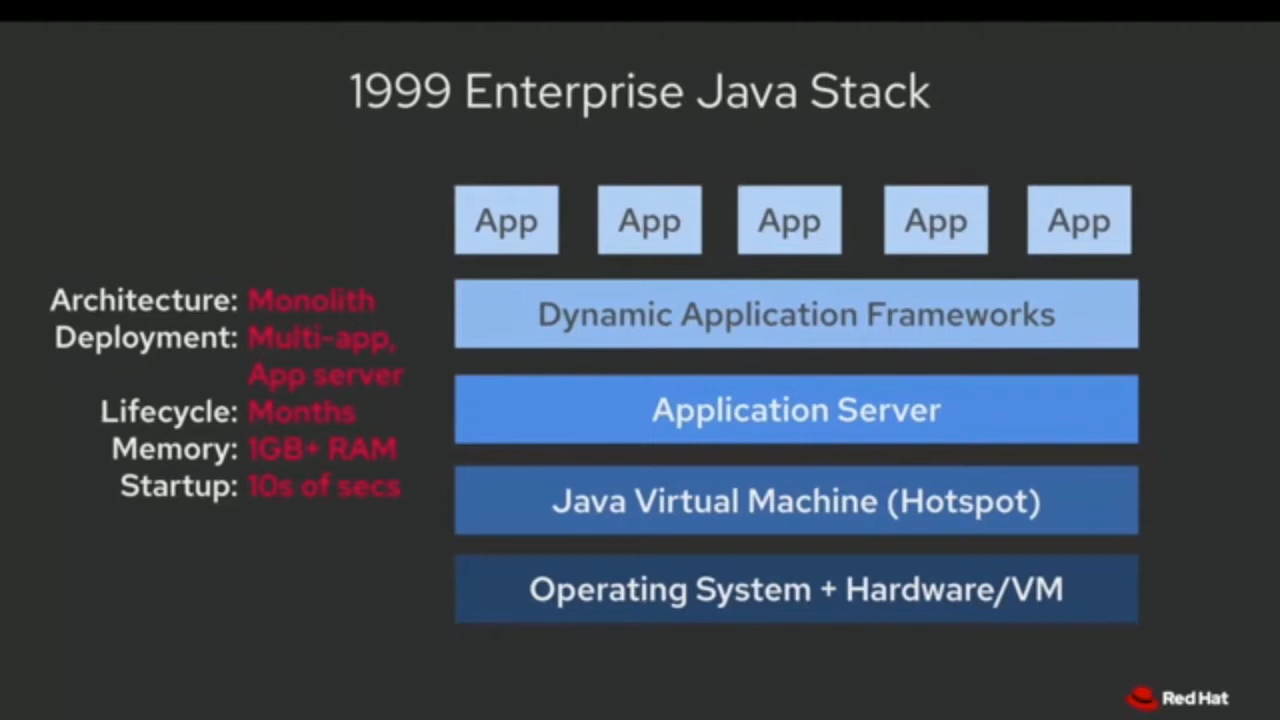 1999 Enterprise Java Stack
App App App App App
Architecture: Monolith
Deployment: Multi-app,
App server
Lifecycle: Months
Memory: 1GB+ RAM
Startup: 10s of secs
Dynamic Application Frameworks
Application Server
Java Virtual Machine (Hotspot)
Operating System + Hardware/VM
Red Hat